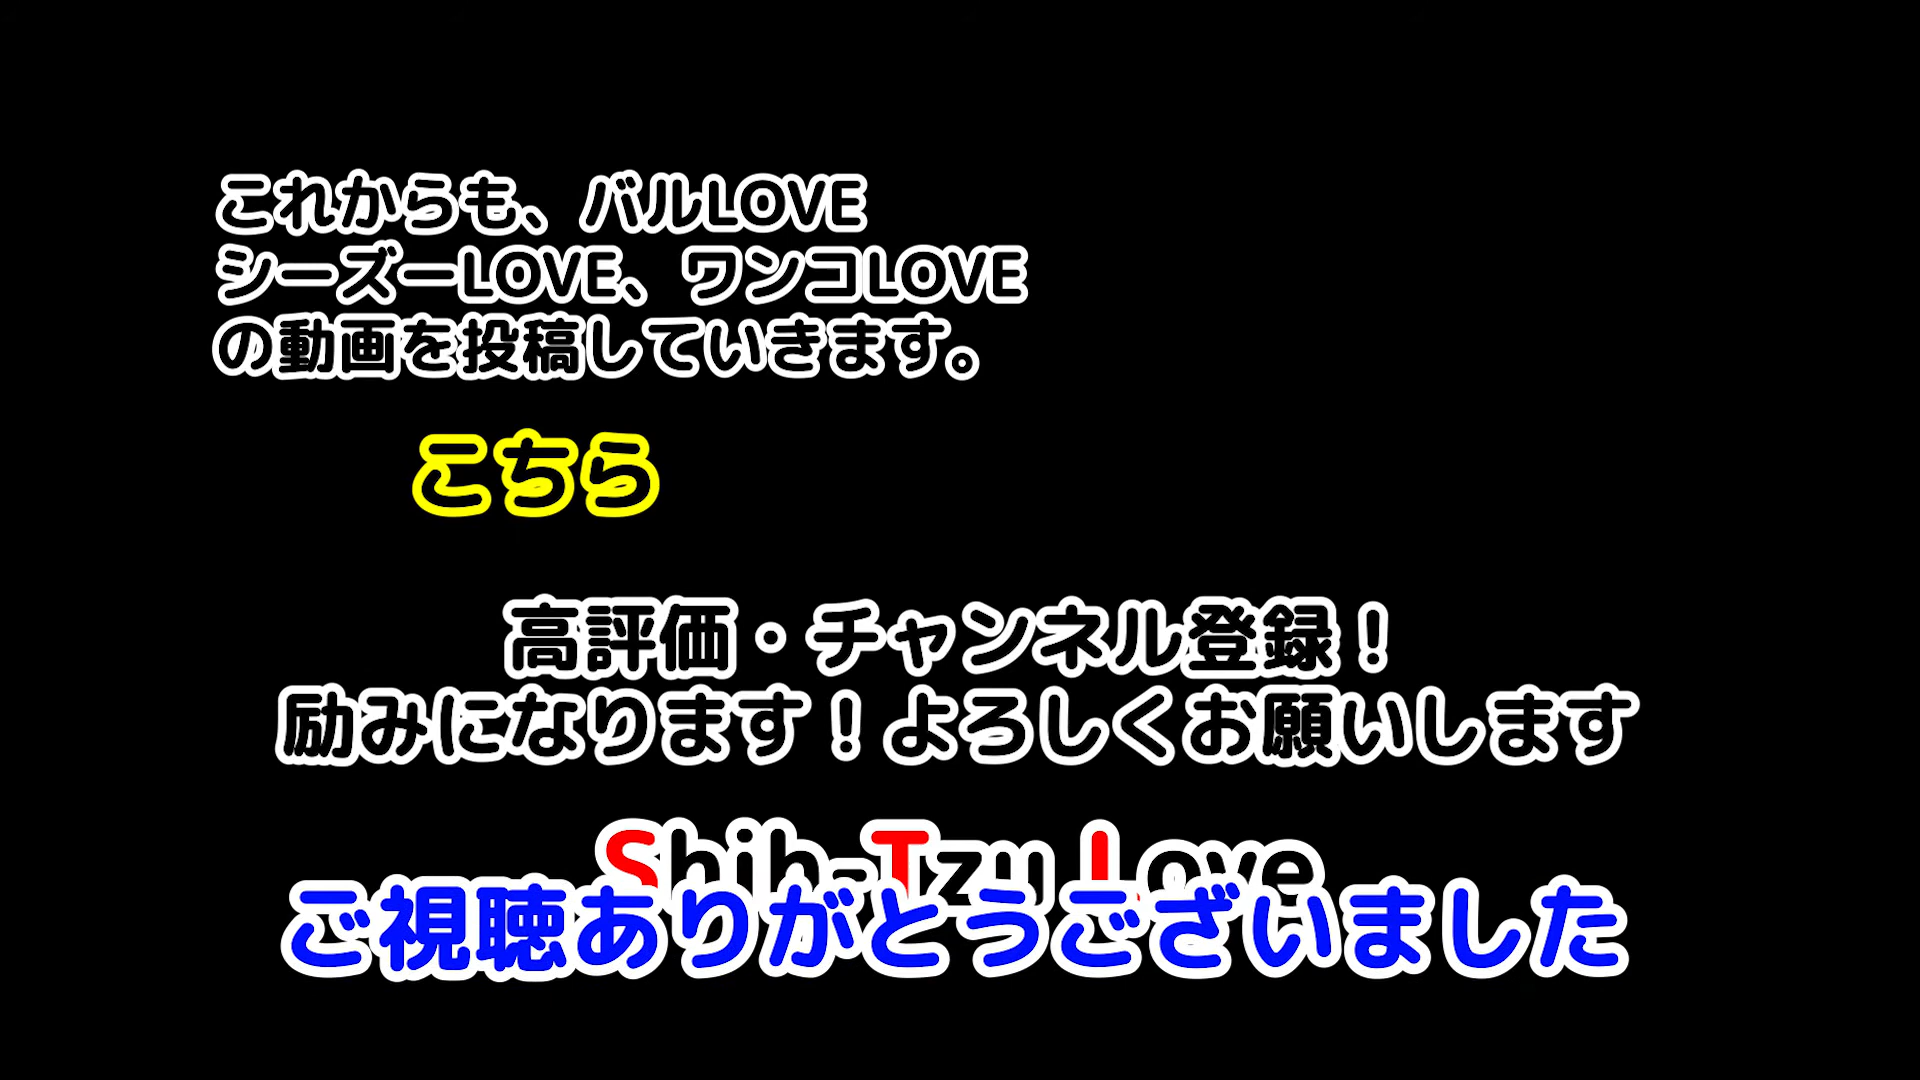 これからも、バルLOVE
シーズーLOVE、ワンコLOVE
の動画を投稿していきます。
こちら
高評価・チャンネル登録！
励みになります！よろしくお願いします
Shih-Tzu Love
ご視聴ありがとうございました